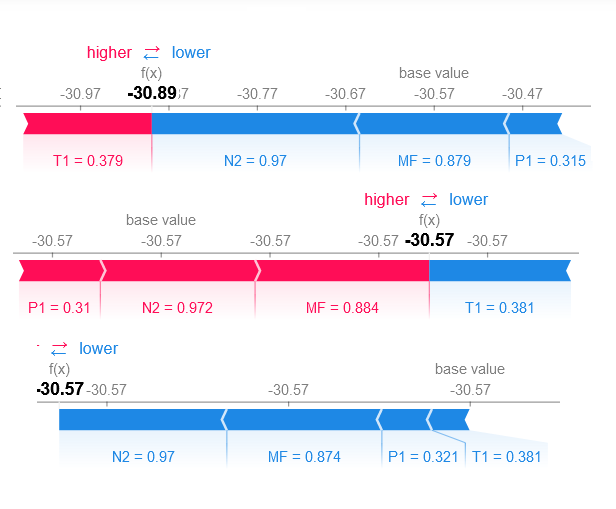 higher lower
f(x) base value
-30.97 -30.89 -30.77 -30.67 -30.57 -30.47
T1 = 0.379 N2 = 0.97 MF = 0.879 P1 = 0.315
higher lower
base value f(x)
-30.57 -30.57 -30.57 -30.57 -30.57 -30.57
P1 = 0.31 N2 = 0.972 MF = 0.884 T1 = 0.381
lower
f(x) base value
-30.57 -30.57 -30.57 -30.57
N2 = 0.97 MF = 0.874 P1 = 0.321 T1 = 0.381